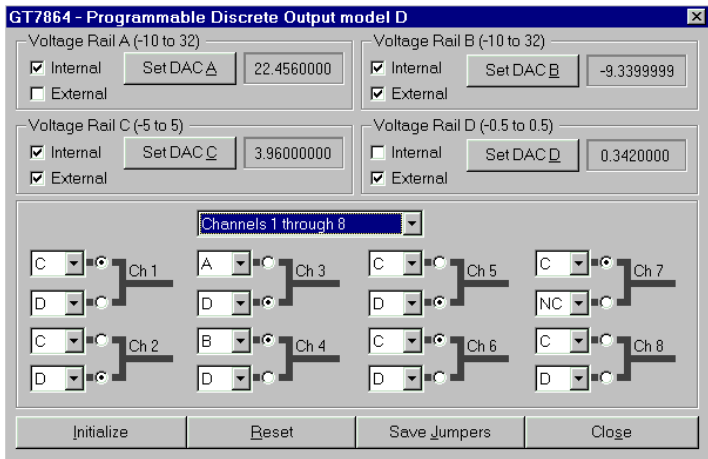 GT7864 - Programmable Discrete Output model D
Voltage Rail A (-10 to 32)
Internal
Set DAC A
22.4560000
External
Voltage Rail B (-10 to 32)
Internal
Set DAC B
-9.3399999
External
Voltage Rail C (-5 to 5)
Internal
Set DAC C
3.96000000
External
Voltage Rail D (-0.5 to 0.5)
Internal
Set DAC D
0.3420000
External
Channels 1 through 8
C
Ch 1
D
A
Ch 3
D
C
Ch 5
D
C
Ch 7
NC
C
Ch 2
D
B
Ch 4
D
C
Ch 6
D
C
Ch 8
D
Initialize
Reset
Save Jumpers
Close